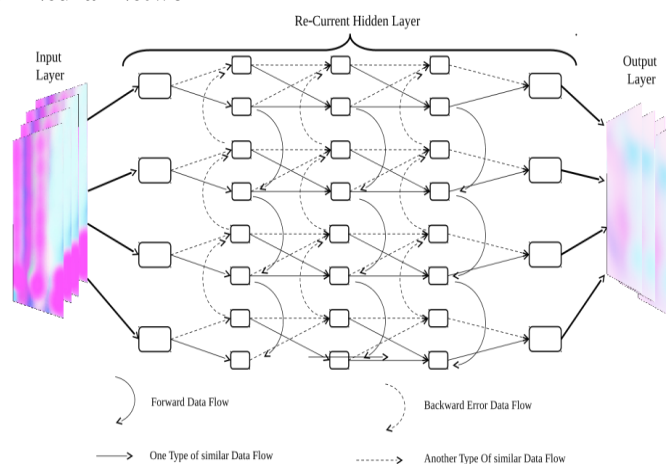 Re-Current Hidden Layer
Input
Layer
Output
Layer
Forward Data Flow
Backward Error Data Flow
One Type of similar Data Flow
Another Type Of similar Data Flow